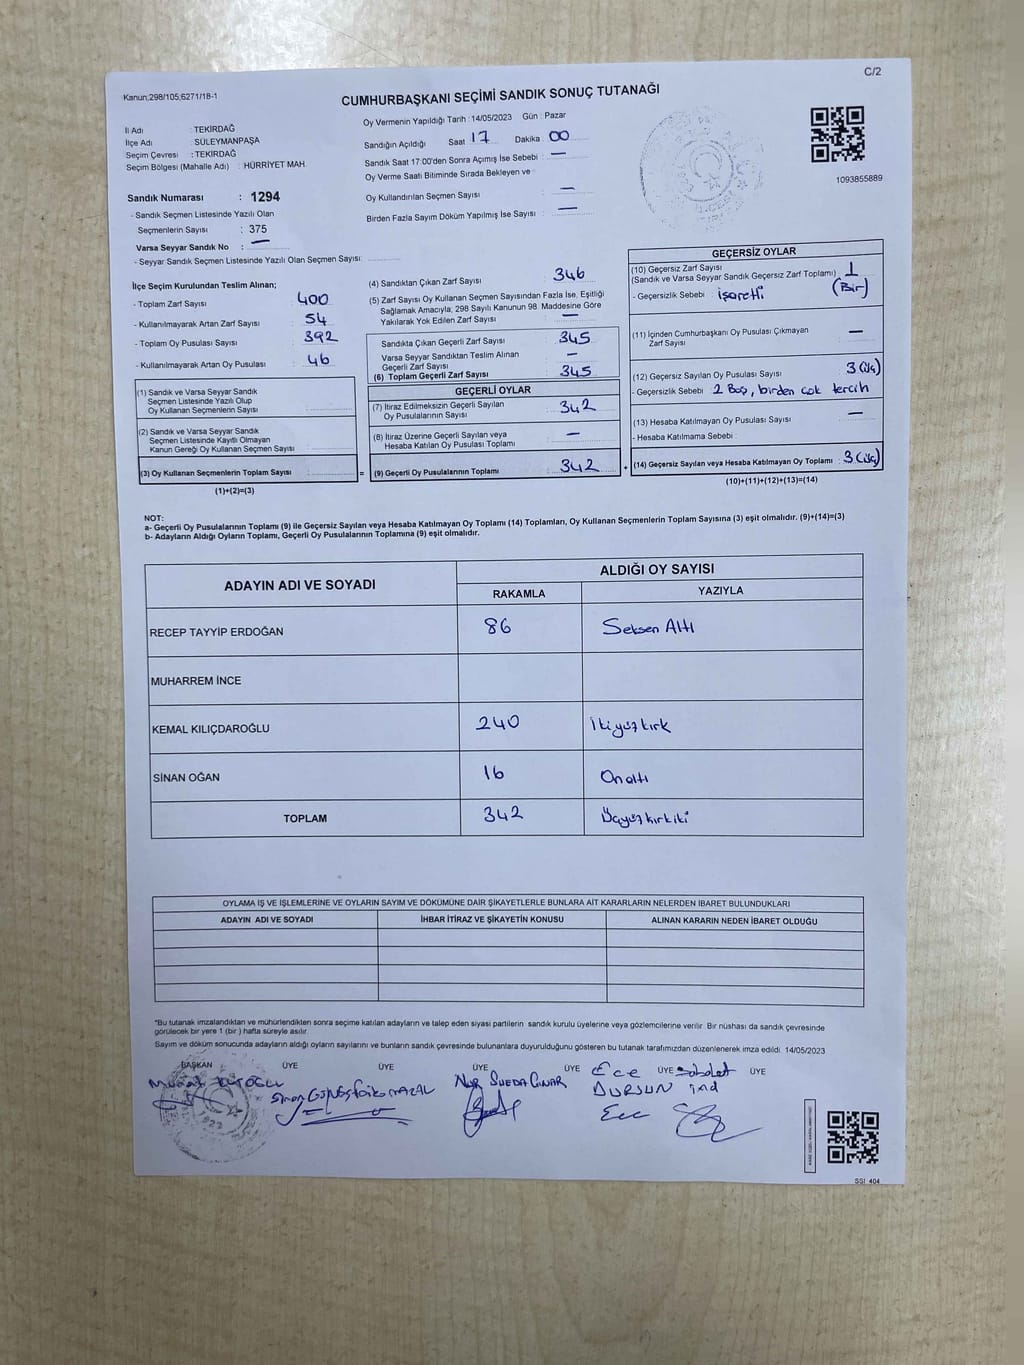 C/2
Kanun;298/105;6271/18-1
CUMHURBAŞKANI SEÇİMİ SANDIK SONUÇ TUTANAĞI
İl Adı : TEKİRDAĞ
İlçe Adı : SÜLEYMANPAŞA
Seçim Çevresi : TEKİRDAĞ
Seçim Bölgesi (Mahalle Adı) : HÜRRİYET MAH.
Sandık Numarası : 1294
- Sandık Seçmen Listesinde Yazılı Olan
Seçmenlerin Sayısı : 375
Varsa Seyyar Sandık No : —
- Seyyar Sandık Seçmen Listesinde Yazılı Olan Seçmen Sayısı:
Oy Vermenin Yapıldığı Tarih : 14/05/2023 Gün : Pazar
Sandığın Açıldığı Saat 17 Dakika 00
Sandık Saat 17:00'den Sonra Açımış İse Sebebi : —
Oy Verme Saati Bitiminde Sırada Bekleyen ve
Oy Kullandırılan Seçmen Sayısı : —
Birden Fazla Sayım Döküm Yapılmış İse Sayısı : —
1093855889
İlçe Seçim Kurulundan Teslim Alınan;
- Toplam Zarf Sayısı : 400
- Kullanılmayarak Artan Zarf Sayısı : 54
- Toplam Oy Pusulası Sayısı : 392
- Kullanılmayarak Artan Oy Pusulası : 46
(1) Sandık ve Varsa Seyyar Sandık
Seçmen Listesinde Yazılı Olup
Oy Kullanan Seçmenlerin Sayısı :
(2) Sandık ve Varsa Seyyar Sandık
Seçmen Listesinde Kayıtlı Olmayan
Kanun Gereği Oy Kullanan Seçmen Sayısı :
(3) Oy Kullanan Seçmenlerin Toplam Sayısı :
(1)+(2)=(3)
(4) Sandıktan Çıkan Zarf Sayısı : 346
(5) Zarf Sayısı Oy Kullanan Seçmen Sayısından Fazla İse, Eşitliği
Sağlamak Amacıyla; 298 Sayılı Kanunun 98. Maddesine Göre
Yakılarak Yok Edilen Zarf Sayısı : —
Sandıkta Çıkan Geçerli Zarf Sayısı : 345
Varsa Seyyar Sandıktan Teslim Alınan
Geçerli Zarf Sayısı : —
(6) Toplam Geçerli Zarf Sayısı : 345
GEÇERLİ OYLAR
(7) İtiraz Edilmeksizin Geçerli Sayılan
Oy Pusulalarının Sayısı : 342
(8) İtiraz Üzerine Geçerli Sayılan veya
Hesaba Katılan Oy Pusulası Toplamı : —
= (9) Geçerli Oy Pusulalarının Toplamı : 342 +
GEÇERSİZ OYLAR
(10) Geçersiz Zarf Sayısı
(Sandık ve Varsa Seyyar Sandık Geçersiz Zarf Toplamı) : 1
- Geçersizlik Sebebi : işaretli (Bir)
(11) İçinden Cumhurbaşkanı Oy Pusulası Çıkmayan
Zarf Sayısı : —
(12) Geçersiz Sayılan Oy Pusulası Sayısı : 3 (üç)
- Geçersizlik Sebebi : 2 Boş, birden çok tercih
(13) Hesaba Katılmayan Oy Pusulası Sayısı : —
- Hesaba Katılmama Sebebi :
(14) Geçersiz Sayılan veya Hesaba Katılmayan Oy Toplamı : 3 (üç)
(10)+(11)+(12)+(13)=(14)
NOT:
a- Geçerli Oy Pusulalarının Toplamı (9) ile Geçersiz Sayılan veya Hesaba Katılmayan Oy Toplamı (14) Toplamları, Oy Kullanan Seçmenlerin Toplam Sayısına (3) eşit olmalıdır. (9)+(14)=(3)
b- Adayların Aldığı Oyların Toplamı, Geçerli Oy Pusulalarının Toplamına (9) eşit olmalıdır.
ADAYIN ADI VE SOYADI ALDIĞI OY SAYISI
RAKAMLA YAZIYLA
RECEP TAYYİP ERDOĞAN 86 Seksen Altı
MUHARREM İNCE
KEMAL KILIÇDAROĞLU 240 İkiyüzkırk
SİNAN OĞAN 16 Onaltı
TOPLAM 342 Üçyüzkırkiki
OYLAMA İŞ VE İŞLEMLERİNE VE OYLARIN SAYIM VE DÖKÜMÜNE DAİR ŞİKAYETLERLE BUNLARA AİT KARARLARIN NELERDEN İBARET BULUNDUKLARI
ADAYIN ADI VE SOYADI İHBAR İTİRAZ VE ŞİKAYETİN KONUSU ALINAN KARARIN NEDEN İBARET OLDUĞU
*Bu tutanak imzalandıktan ve mühürlendikten sonra seçime katılan adayların ve talep eden siyasi partilerin sandık kurulu üyelerine veya gözlemcilerine verilir. Bir nüshası da sandık çevresinde
görülecek bir yere 1 (bir) hafta süreyle asılır.
Sayım ve döküm sonucunda adayların aldığı oyların sayılarını ve bunların sandık çevresinde bulunanlara duyurulduğunu gösteren bu tutanak tarafımızdan düzenlenerek imza edildi. 14/05/2023
BAŞKAN ÜYE ÜYE ÜYE ÜYE ÜYE ÜYE
Nur Sueda Çınar
Ece
DURSUN
Ece
1922
SSI 404